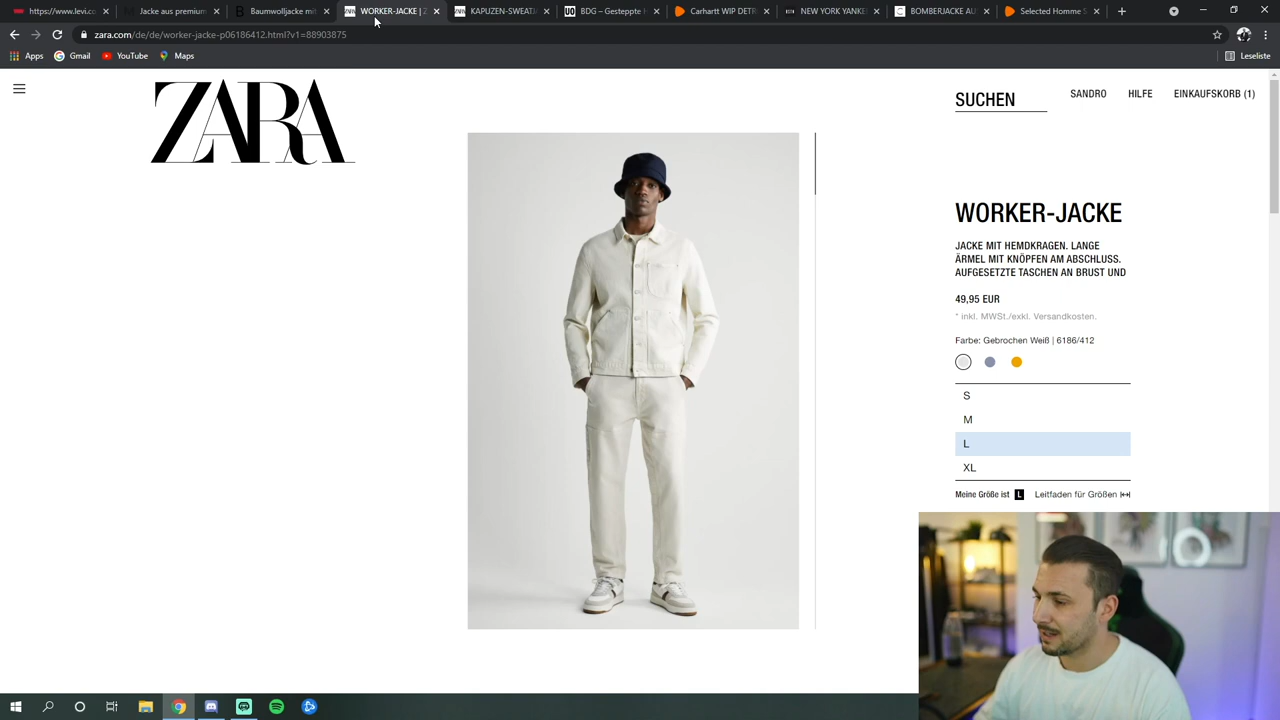 https://www.levi.co
Jacke aus premium
Baumwolljacke mit
WORKER-JACKE | Z
KAPUZEN-SWEATJ
BDG – Gesteppte H
Carhartt WIP DETR
NEW YORK YANKE
BOMBERJACKE AU
Selected Homme S
zara.com/de/de/worker-jacke-p06186412.html?v1=88903875
Apps
Gmail
YouTube
Maps
Leseliste
ZARA
SUCHEN
SANDRO
HILFE
EINKAUFSKORB (1)
WORKER-JACKE
JACKE MIT HEMDKRAGEN. LANGE
ÄRMEL MIT KNÖPFEN AM ABSCHLUSS.
AUFGESETZTE TASCHEN AN BRUST UND
49,95 EUR
* inkl. MWSt./exkl. Versandkosten.
Farbe: Gebrochen Weiß | 6186/412
S
M
L
XL
Meine Größe ist L
Leitfaden für Größen